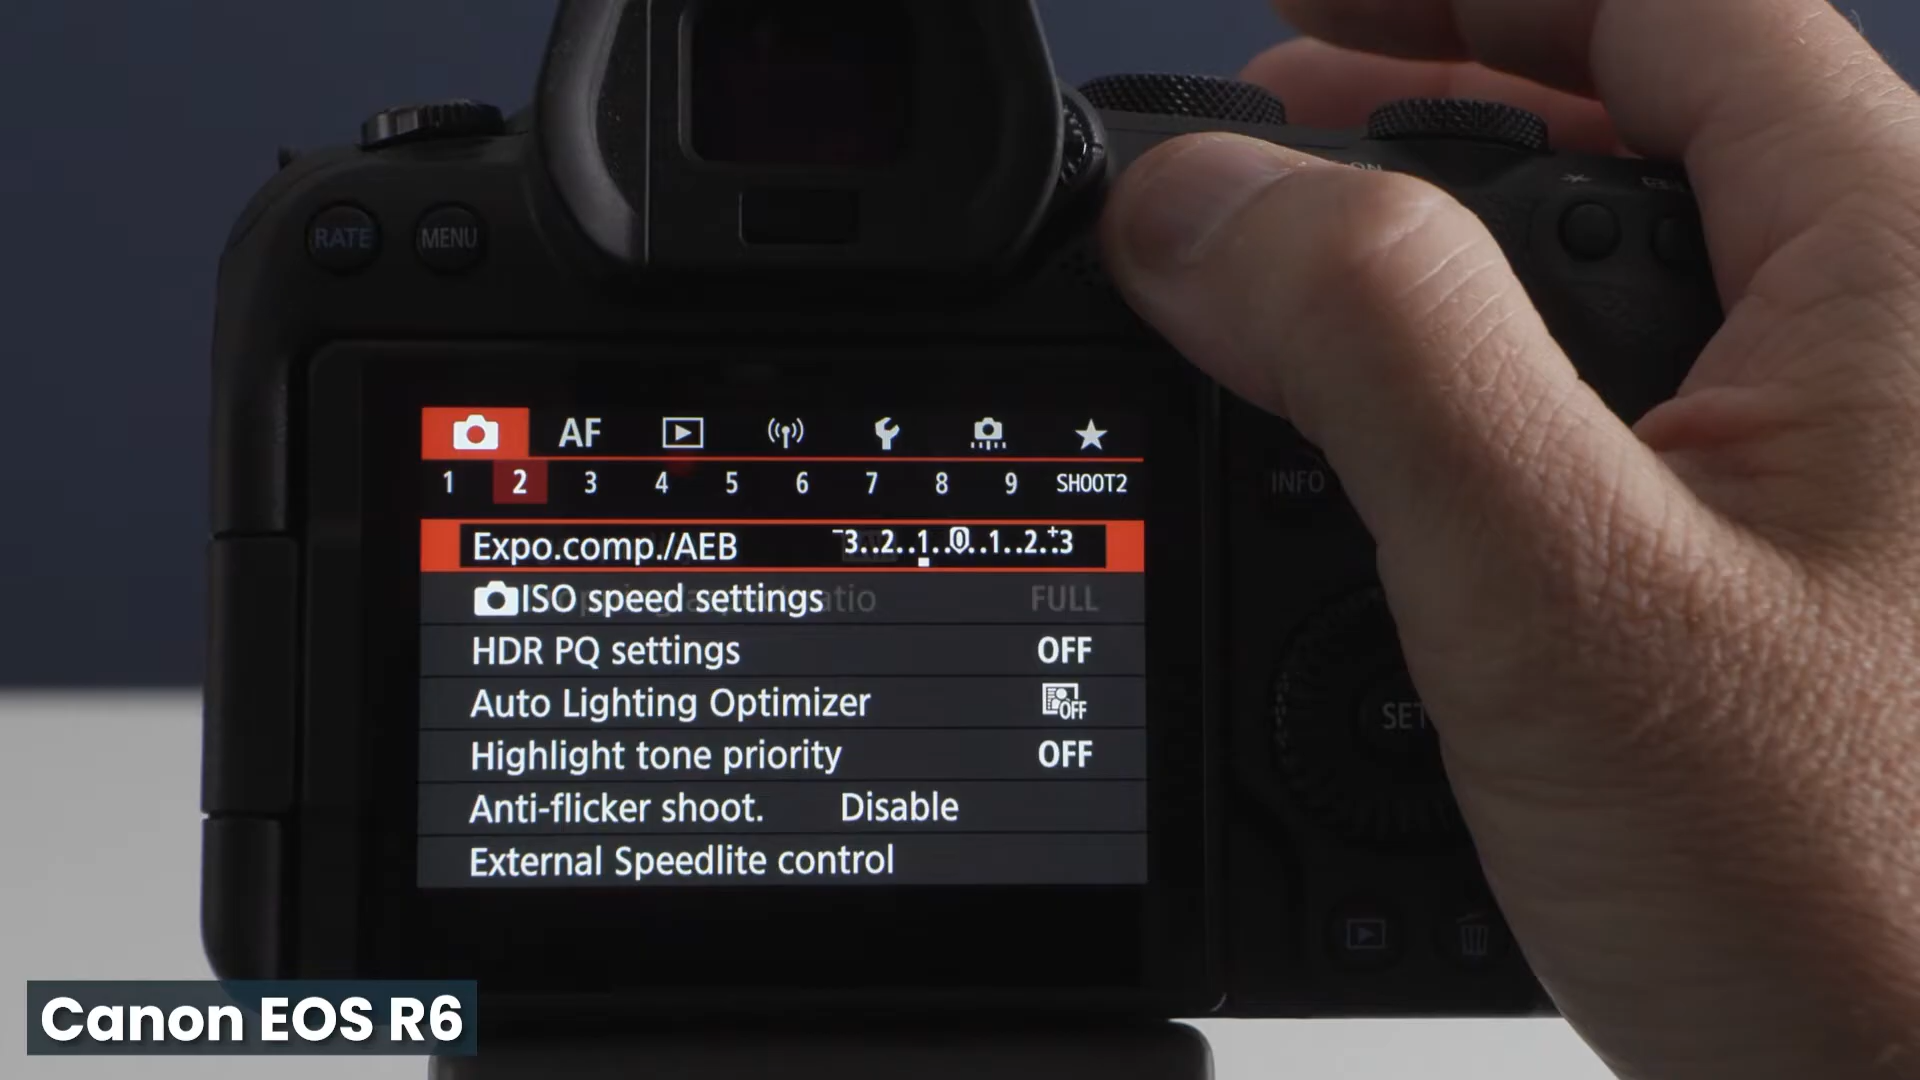 RATE MENU
ON
AF
1 2 3 4 5 6 7 8 9 SHOOT2
Expo.comp./AEB -3..2..1..0..1..2.+3
ISO speed settings atio FULL
HDR PQ settings OFF
Auto Lighting Optimizer OFF
Highlight tone priority OFF
Anti-flicker shoot. Disable
External Speedlite control
INFO
SET
Canon EOS R6